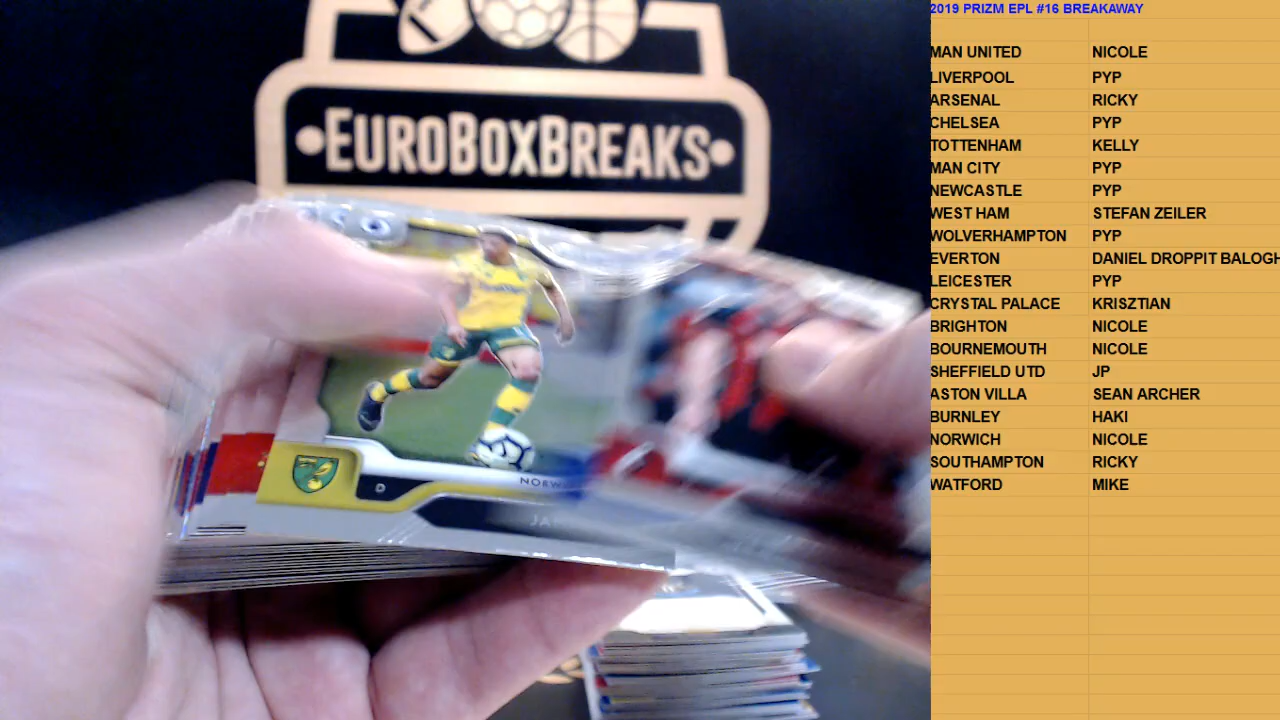 EUROBOXBREAKS
2019 PRIZM EPL #16 BREAKAWAY
MAN UNITED NICOLE
LIVERPOOL PYP
ARSENAL RICKY
CHELSEA PYP
TOTTENHAM KELLY
MAN CITY PYP
NEWCASTLE PYP
WEST HAM STEFAN ZEILER
WOLVERHAMPTON PYP
EVERTON DANIEL DROPPIT BALOGH
LEICESTER PYP
CRYSTAL PALACE KRISZTIAN
BRIGHTON NICOLE
BOURNEMOUTH NICOLE
SHEFFIELD UTD JP
ASTON VILLA SEAN ARCHER
BURNLEY HAKI
NORWICH NICOLE
SOUTHAMPTON RICKY
WATFORD MIKE
D